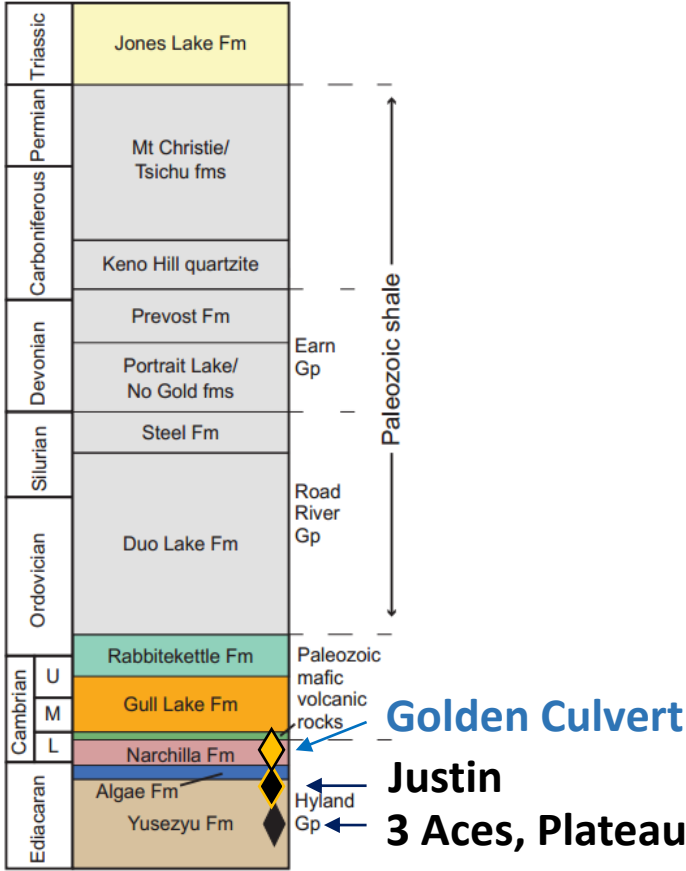 Triassic
Jones Lake Fm
Permian
Mt Christie/
Tsichu fms
Carboniferous
Keno Hill quartzite
Devonian
Prevost Fm
Portrait Lake/
No Gold fms
Earn
Gp
Silurian
Steel Fm
Ordovician
Duo Lake Fm
Road
River
Gp
Paleozoic shale
Cambrian
U
M
L
Rabbitekettle Fm
Gull Lake Fm
Paleozoic
mafic
volcanic
rocks
Narchilla Fm
Golden Culvert
Ediacaran
Algae Fm
Yusezyu Fm
Hyland
Gp
Justin
3 Aces, Plateau